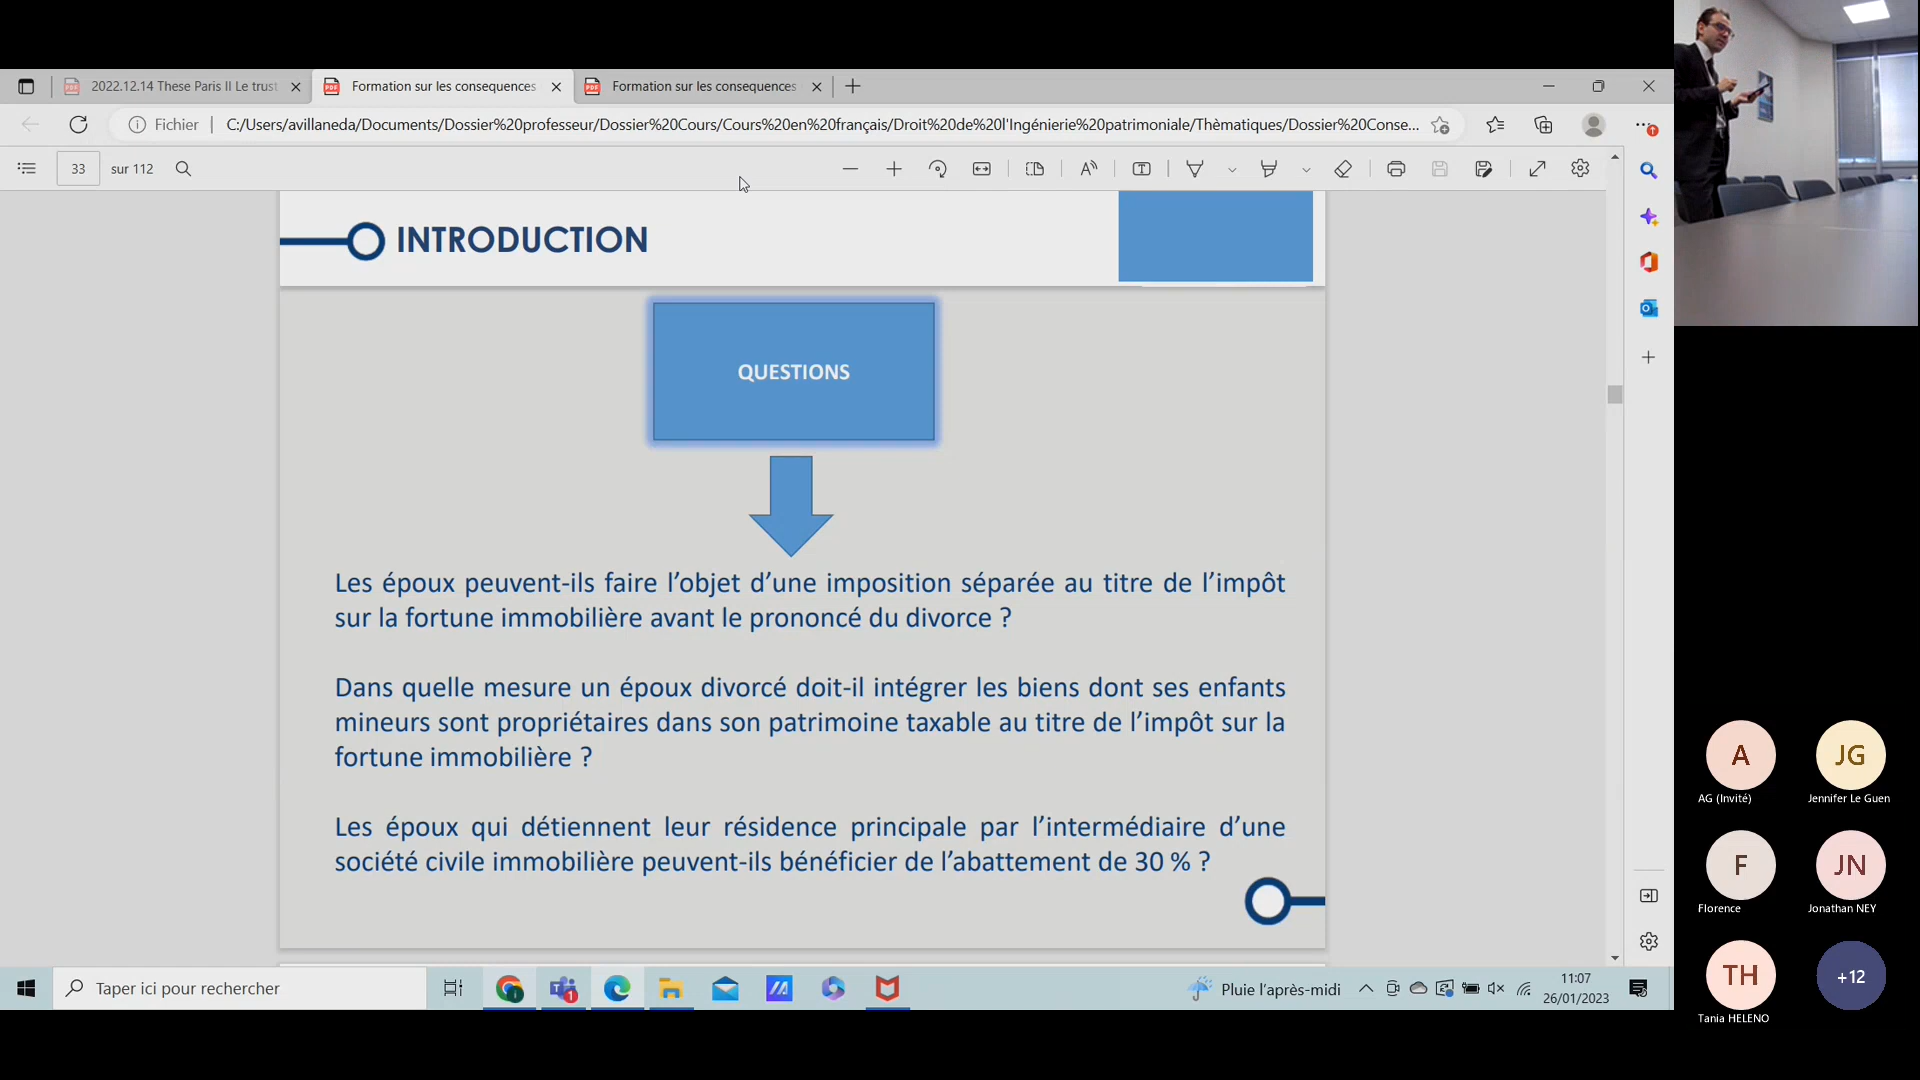 2022.12.14 These Paris II Le trust
Formation sur les consequences
Formation sur les consequences
Fichier
C:/Users/avillaneda/Documents/Dossier%20professeur/Dossier%20Cours/Cours%20en%20français/Droit%20de%20l'Ingénierie%20patrimoniale/Thèmatiques/Dossier%20Conse...
33 sur 112
INTRODUCTION
QUESTIONS
Les époux peuvent-ils faire l’objet d’une imposition séparée au titre de l’impôt
sur la fortune immobilière avant le prononcé du divorce ?
Dans quelle mesure un époux divorcé doit-il intégrer les biens dont ses enfants
mineurs sont propriétaires dans son patrimoine taxable au titre de l’impôt sur la
fortune immobilière ?
Les époux qui détiennent leur résidence principale par l’intermédiaire d’une
société civile immobilière peuvent-ils bénéficier de l’abattement de 30 % ?
A
AG (Invité)
JG
Jennifer Le Guen
F
Florence
JN
Jonathan NEY
TH
Tania HELENO
+12
Taper ici pour rechercher
1
Pluie l'après-midi
11:07
26/01/2023